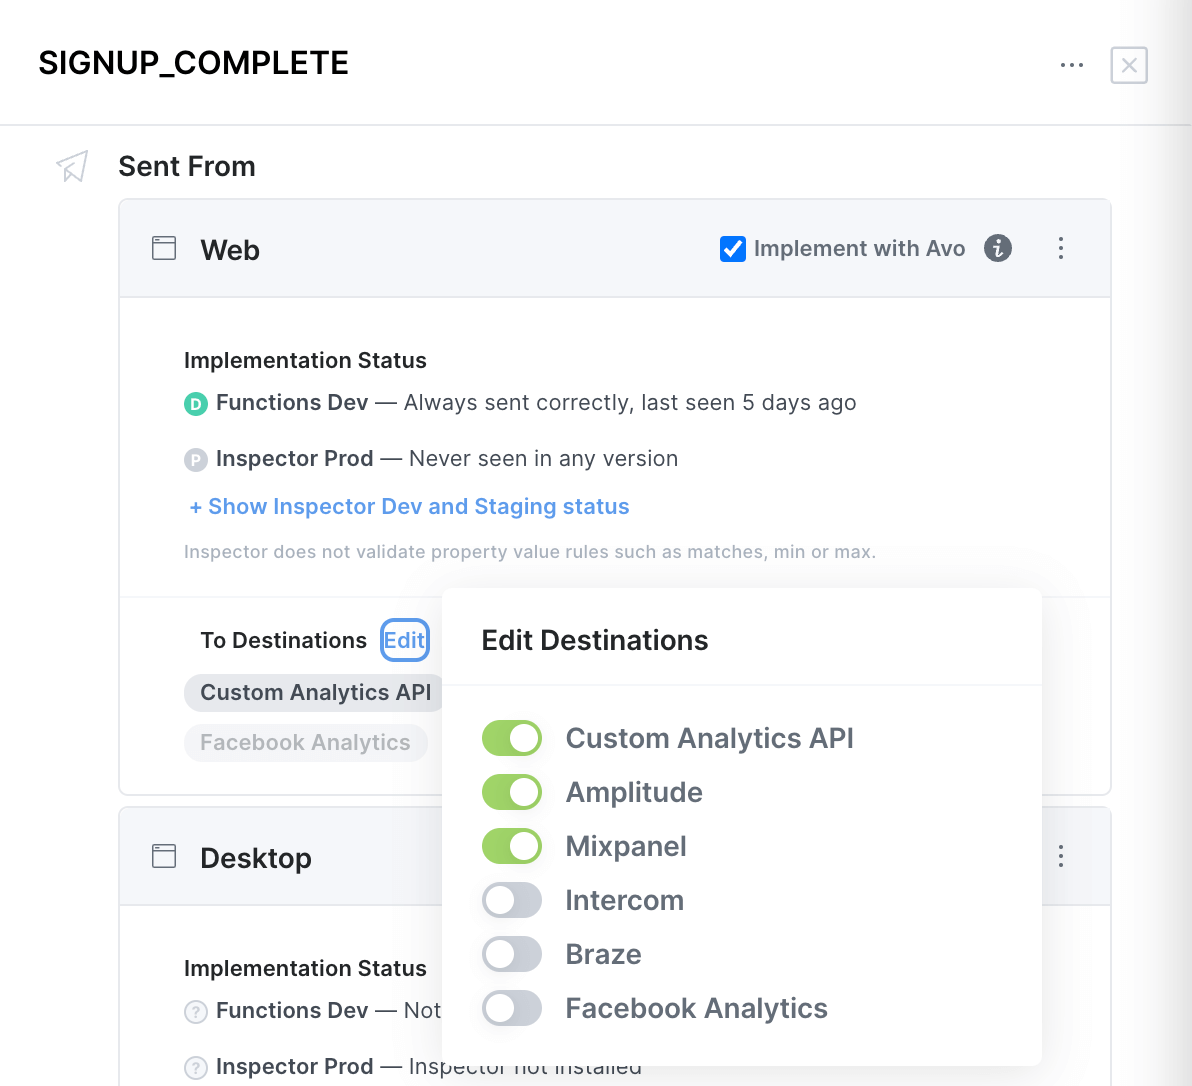 SIGNUP_COMPLETE
Sent From
Web
Implement with Avo
Implementation Status
D Functions Dev — Always sent correctly, last seen 5 days ago
P Inspector Prod — Never seen in any version
+ Show Inspector Dev and Staging status
Inspector does not validate property value rules such as matches, min or max.
To Destinations Edit
Custom Analytics API
Facebook Analytics
Edit Destinations
Custom Analytics API
Amplitude
Mixpanel
Intercom
Braze
Facebook Analytics
Desktop
Implementation Status
? Functions Dev — Not
? Inspector Prod — Inspector not installed